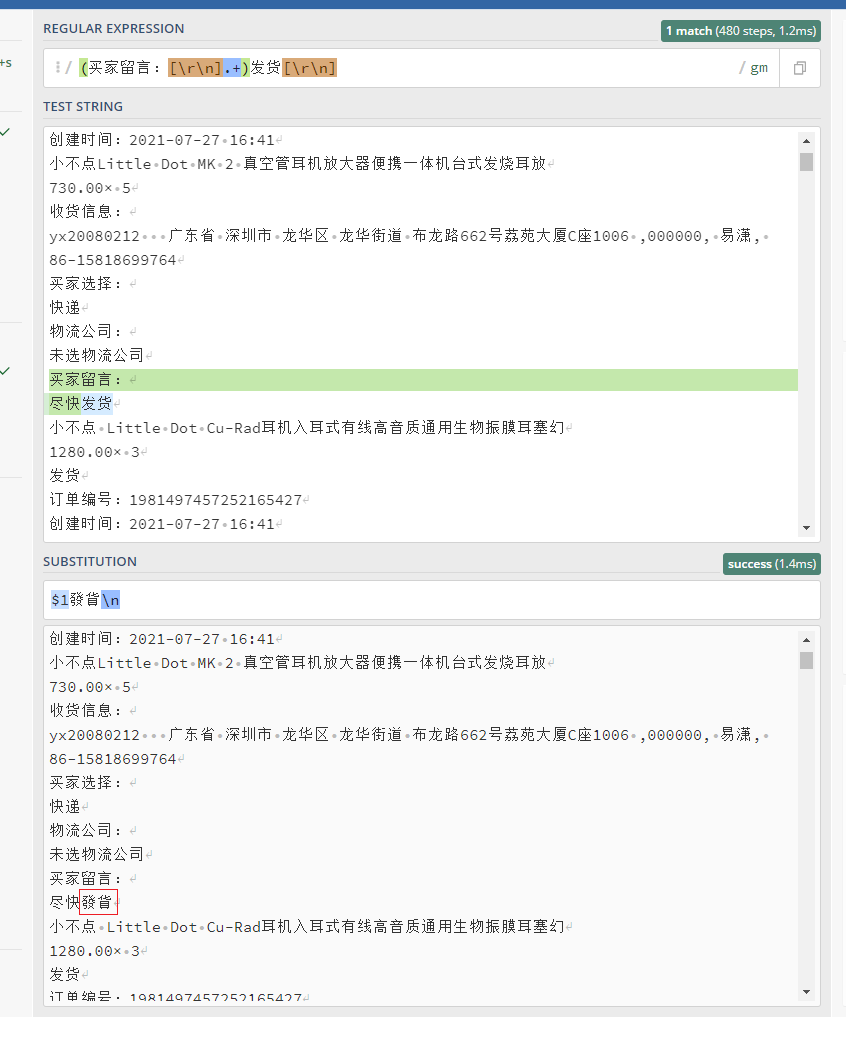 REGULAR EXPRESSION
1 match (480 steps, 1.2ms)
+s
/ (买家留言：[\r\n].+)发货[\r\n] / gm
TEST STRING
创建时间：2021-07-27 16:41
小不点Little Dot MK 2 真空管耳机放大器便携一体机台式发烧耳放
730.00× 5
收货信息：
yx20080212   广东省 深圳市 龙华区 龙华街道 布龙路662号荔苑大厦C座1006 ,000000, 易潇,
86-15818699764
买家选择：
快递
物流公司：
未选物流公司
买家留言：
尽快发货
小不点 Little Dot Cu-Rad耳机入耳式有线高音质通用生物振膜耳塞幻
1280.00× 3
发货
订单编号：1981497457252165427
创建时间：2021-07-27 16:41
SUBSTITUTION
success (1.4ms)
$1發貨\n
创建时间：2021-07-27 16:41
小不点Little Dot MK 2 真空管耳机放大器便携一体机台式发烧耳放
730.00× 5
收货信息：
yx20080212   广东省 深圳市 龙华区 龙华街道 布龙路662号荔苑大厦C座1006 ,000000, 易潇,
86-15818699764
买家选择：
快递
物流公司：
未选物流公司
买家留言：
尽快發貨
小不点 Little Dot Cu-Rad耳机入耳式有线高音质通用生物振膜耳塞幻
1280.00× 3
发货
订单编号：1981497457252165427